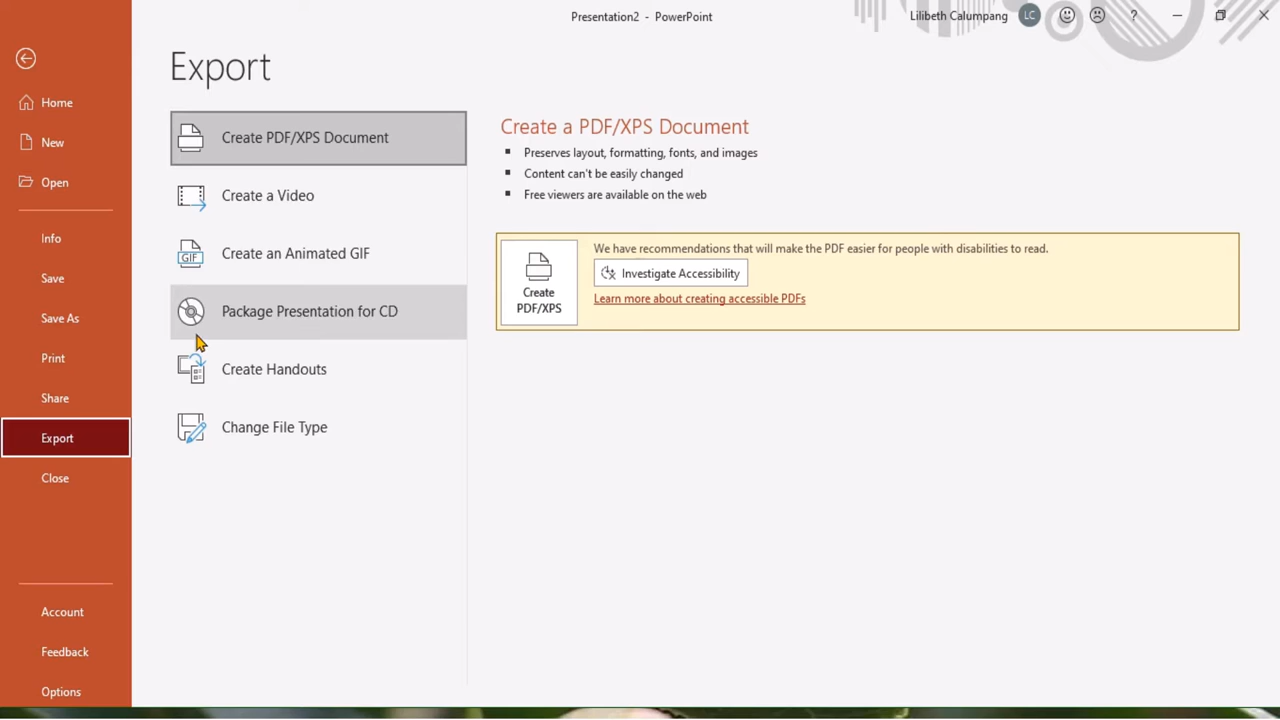 Presentation2 - PowerPoint
Lilibeth Calumpang
LC
?
Export
Home
New
Open
Info
Save
Save As
Print
Share
Export
Close
Account
Feedback
Options
Create PDF/XPS Document
Create a Video
GIF
Create an Animated GIF
Package Presentation for CD
Create Handouts
Change File Type
Create a PDF/XPS Document
Preserves layout, formatting, fonts, and images
Content can't be easily changed
Free viewers are available on the web
Create
PDF/XPS
We have recommendations that will make the PDF easier for people with disabilities to read.
Investigate Accessibility
Learn more about creating accessible PDFs